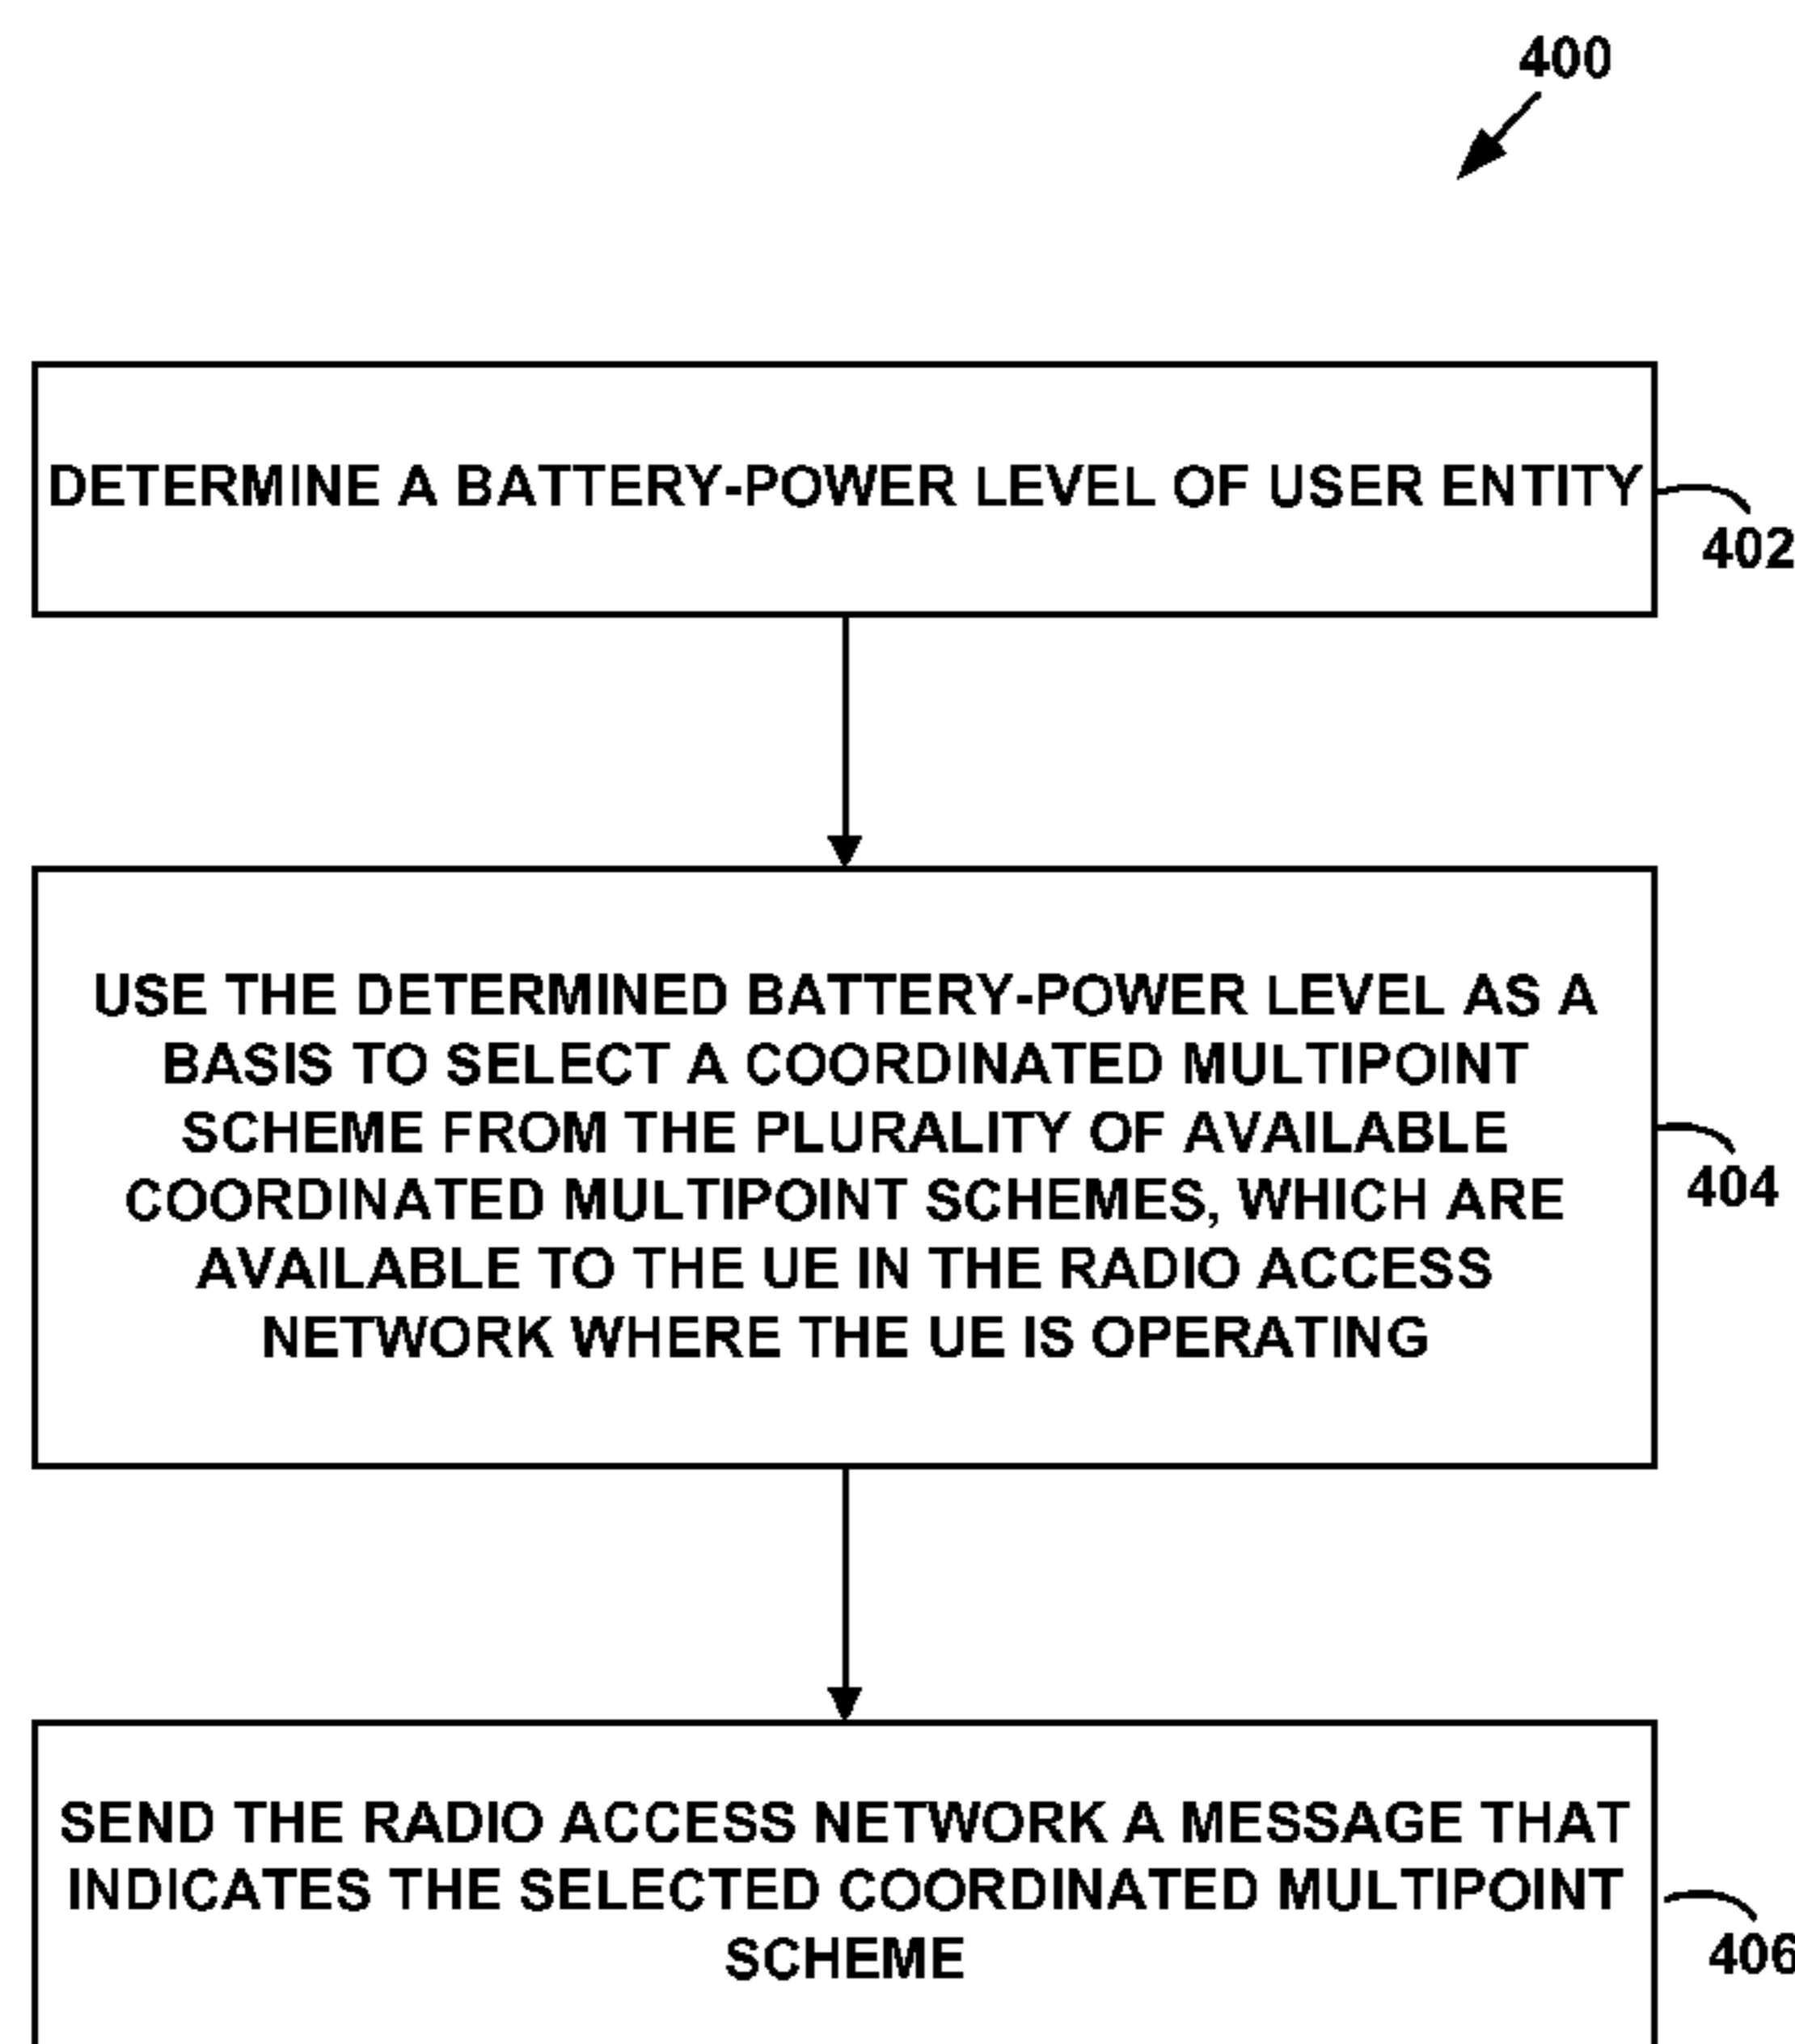 400
DETERMINE A BATTERY-POWER LEVEL OF USER ENTITY
402
USE THE DETERMINED BATTERY-POWER LEVEL AS A
BASIS TO SELECT A COORDINATED MULTIPOINT
SCHEME FROM THE PLURALITY OF AVAILABLE
COORDINATED MULTIPOINT SCHEMES, WHICH ARE
AVAILABLE TO THE UE IN THE RADIO ACCESS
NETWORK WHERE THE UE IS OPERATING
404
SEND THE RADIO ACCESS NETWORK A MESSAGE THAT
INDICATES THE SELECTED COORDINATED MULTIPOINT
SCHEME
406